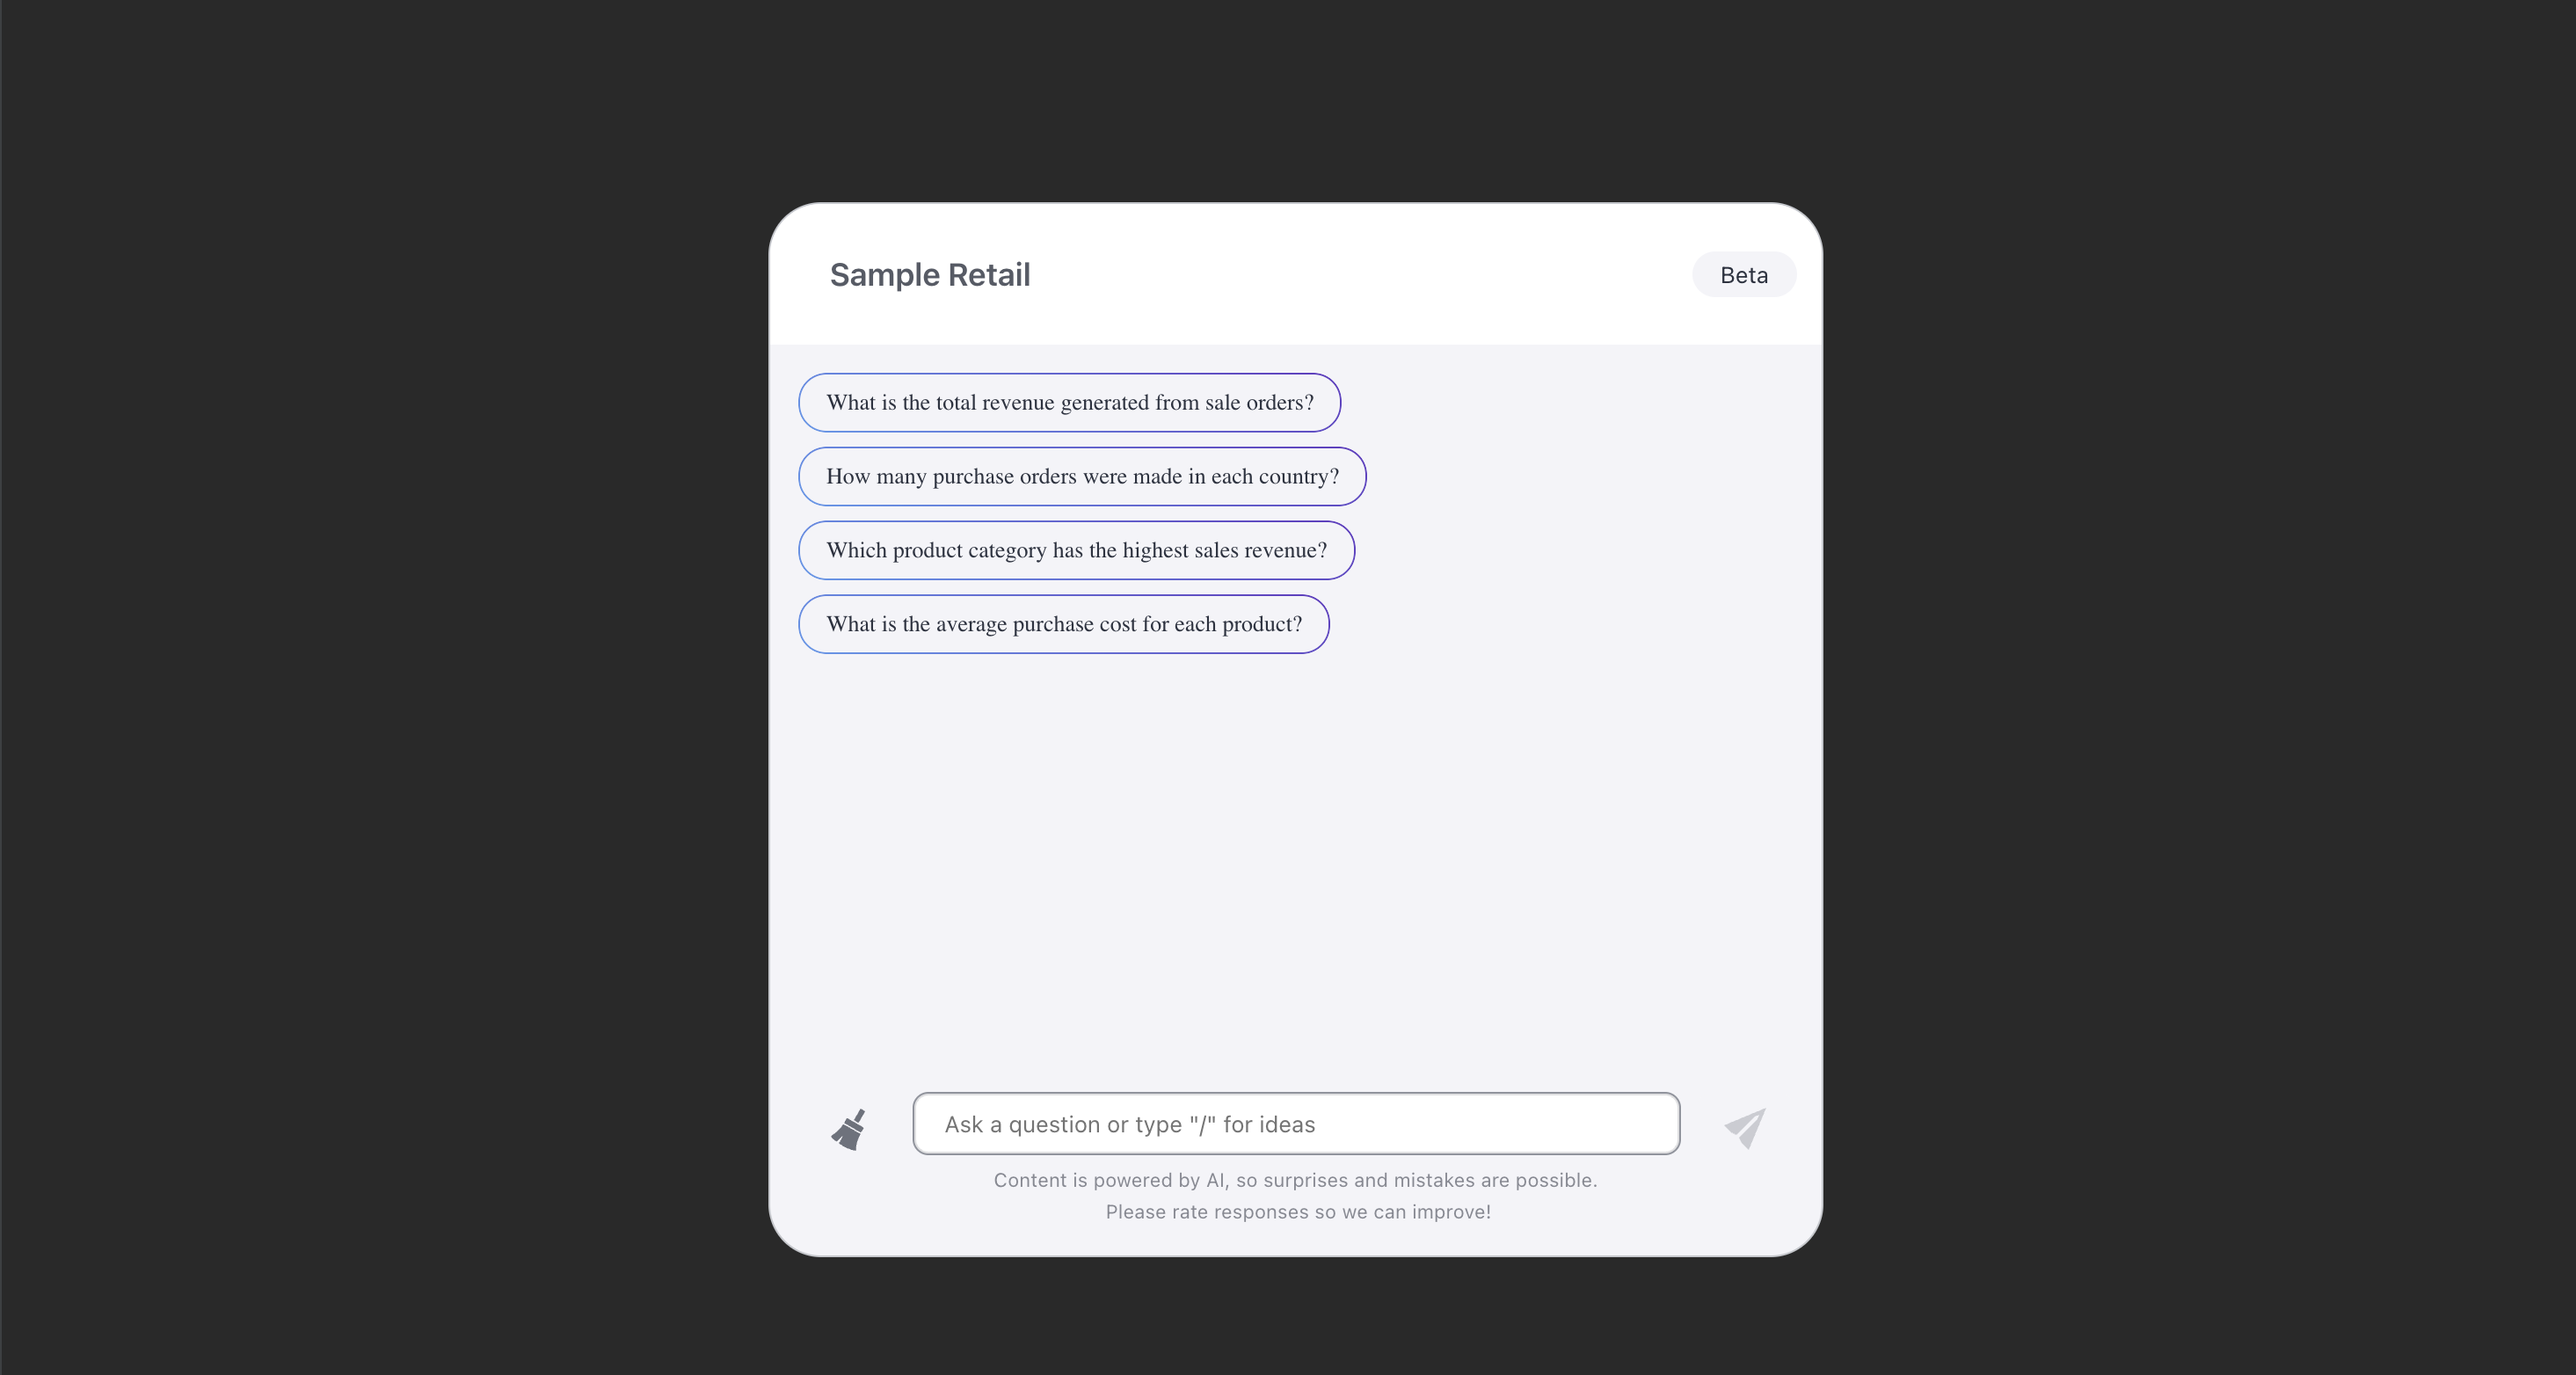 Sample Retail
Beta
What is the total revenue generated from sale orders?
How many purchase orders were made in each country?
Which product category has the highest sales revenue?
What is the average purchase cost for each product?
Ask a question or type "/" for ideas
Content is powered by AI, so surprises and mistakes are possible.
Please rate responses so we can improve!